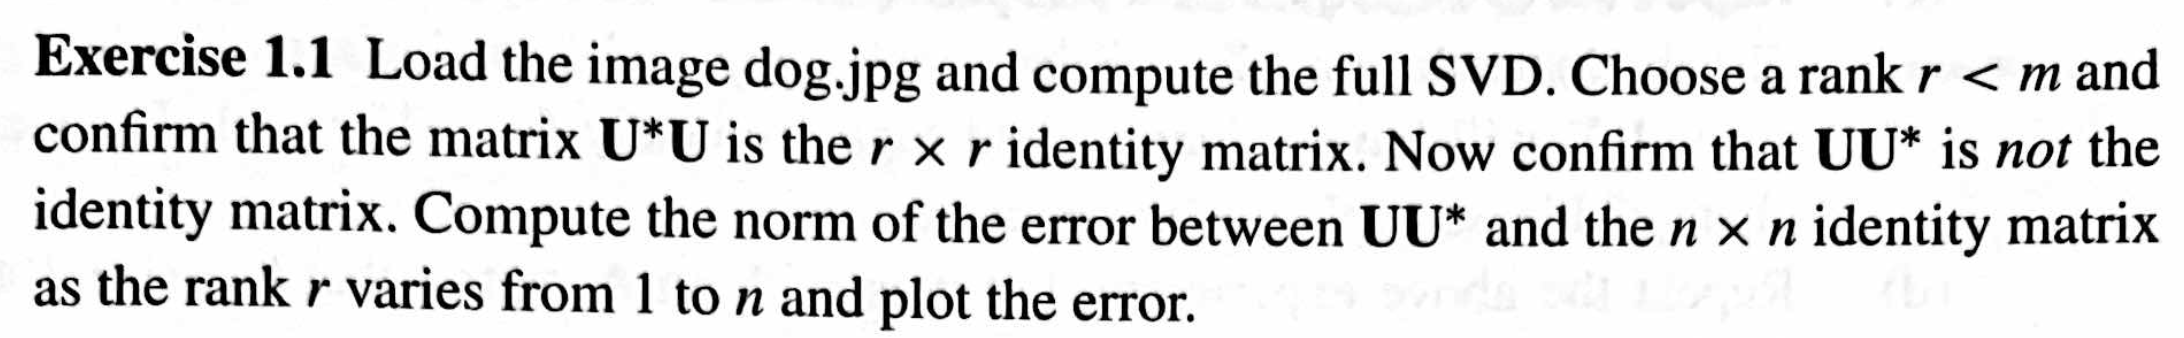 Exercise 1.1 Load the image dog.jpg and compute the full SVD. Choose a rank r < m and
confirm that the matrix U*U is the r × r identity matrix. Now confirm that UU* is not the
identity matrix. Compute the norm of the error between UU* and the n × n identity matrix
as the rank r varies from 1 to n and plot the error.